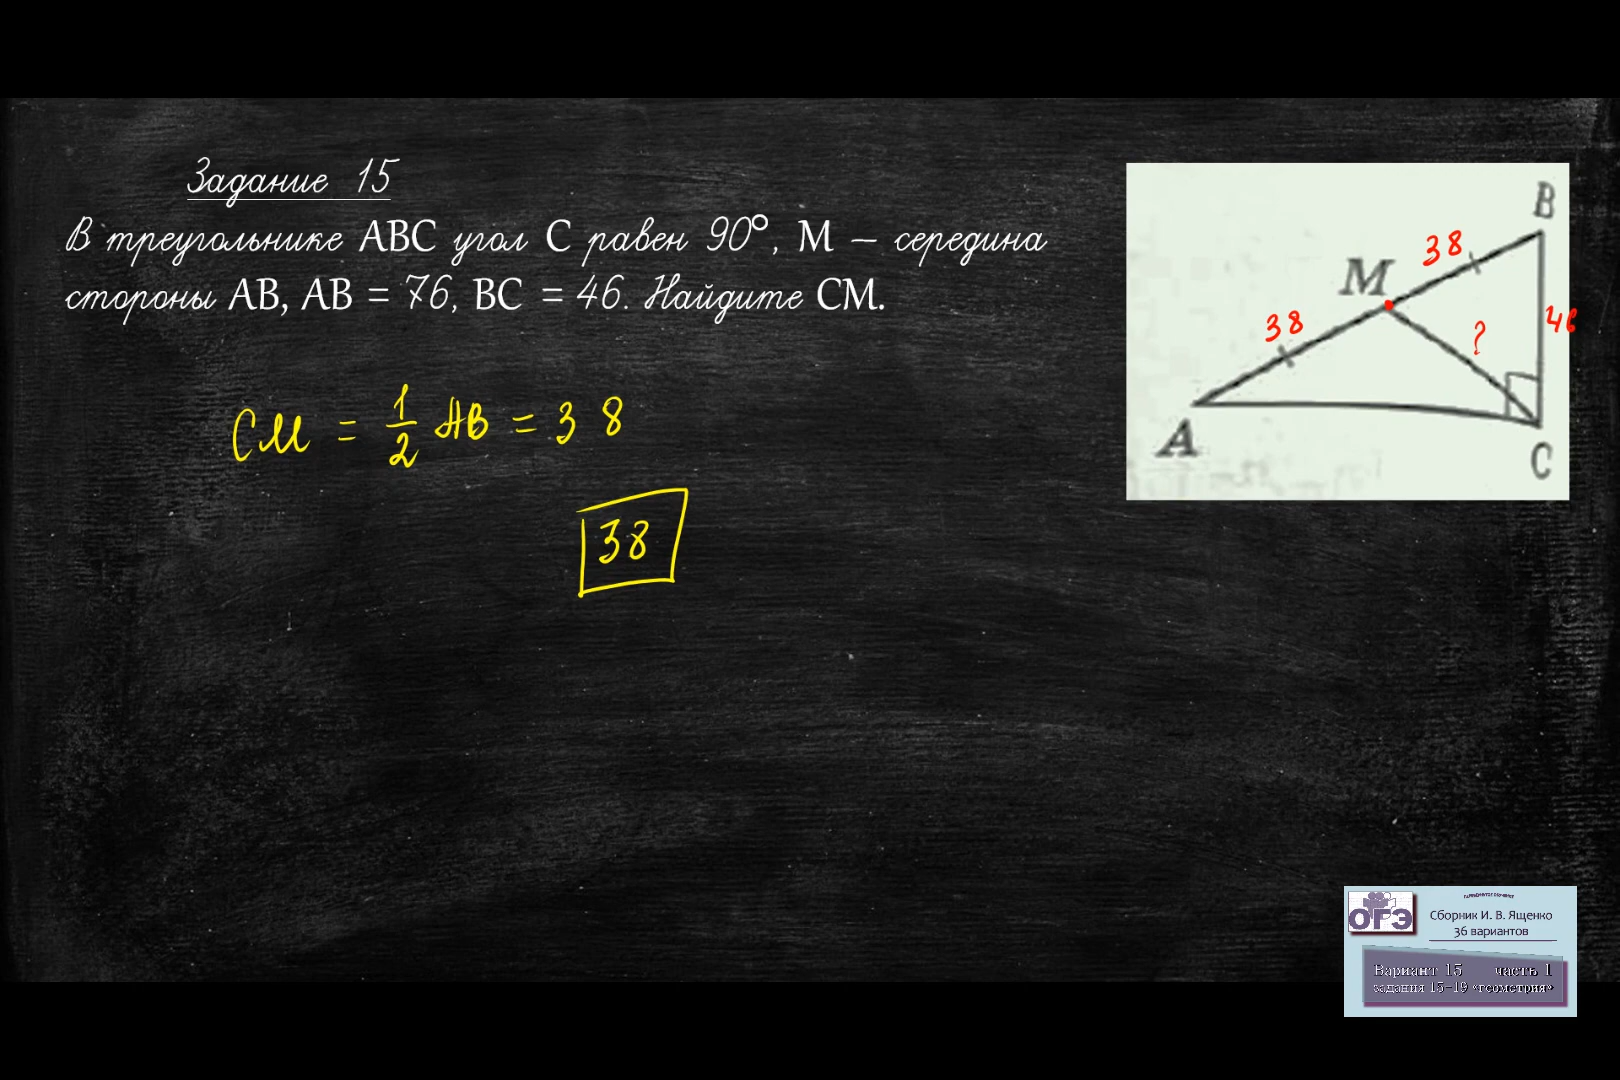 Задание 15
В треугольнике ABC угол C равен 90°, M – середина
стороны AB, AB = 76, BC = 46. Найдите CM.
CM = 1/2 AB = 38
38
B
38
M
38
?
46
A
C
ОГЭ
Сборник И. В. Ященко
36 вариантов
Вариант 15 часть 1
задания 15-19 «геометрия»